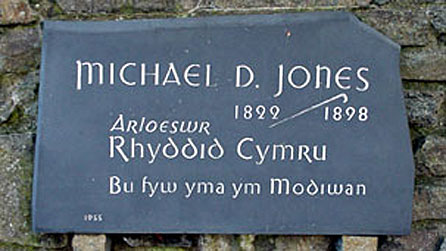 MICHAEL D. JONES
1822 1898
Arloeswr
Rhyddid Cymru
Bu fyw yma ym Modiwan
1955